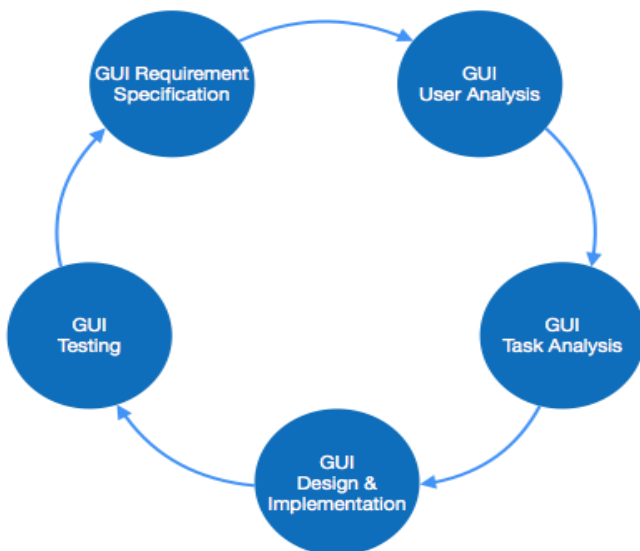 GUI Requirement
Specification
GUI
User Analysis
GUI
Task Analysis
GUI
Design &
Implementation
GUI
Testing